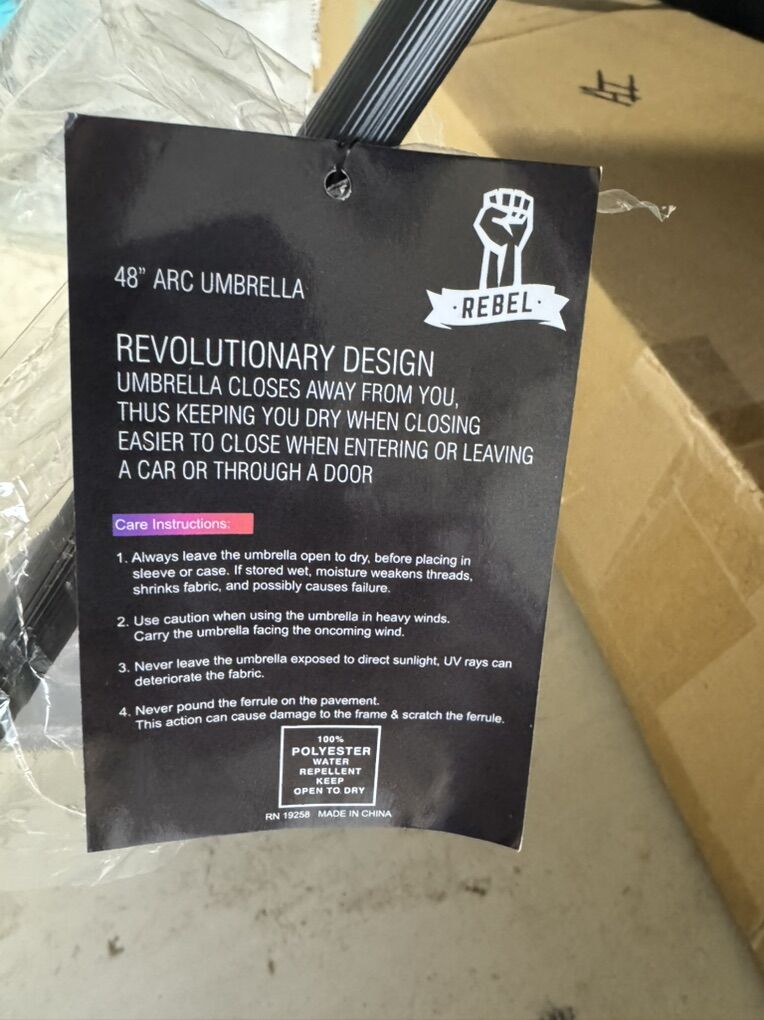 AI
REBEL
48” ARC UMBRELLA
REVOLUTIONARY DESIGN
UMBRELLA CLOSES AWAY FROM YOU,
THUS KEEPING YOU DRY WHEN CLOSING
EASIER TO CLOSE WHEN ENTERING OR LEAVING
A CAR OR THROUGH A DOOR
Care Instructions:
1. Always leave the umbrella open to dry, before placing in
sleeve or case. If stored wet, moisture weakens threads,
shrinks fabric, and possibly causes failure.
2. Use caution when using the umbrella in heavy winds.
Carry the umbrella facing the oncoming wind.
3. Never leave the umbrella exposed to direct sunlight, UV rays can
deteriorate the fabric.
4. Never pound the ferrule on the pavement.
This action can cause damage to the frame & scratch the ferrule.
100%
POLYESTER
WATER
REPELLENT
KEEP
OPEN TO DRY
RN 19258 MADE IN CHINA